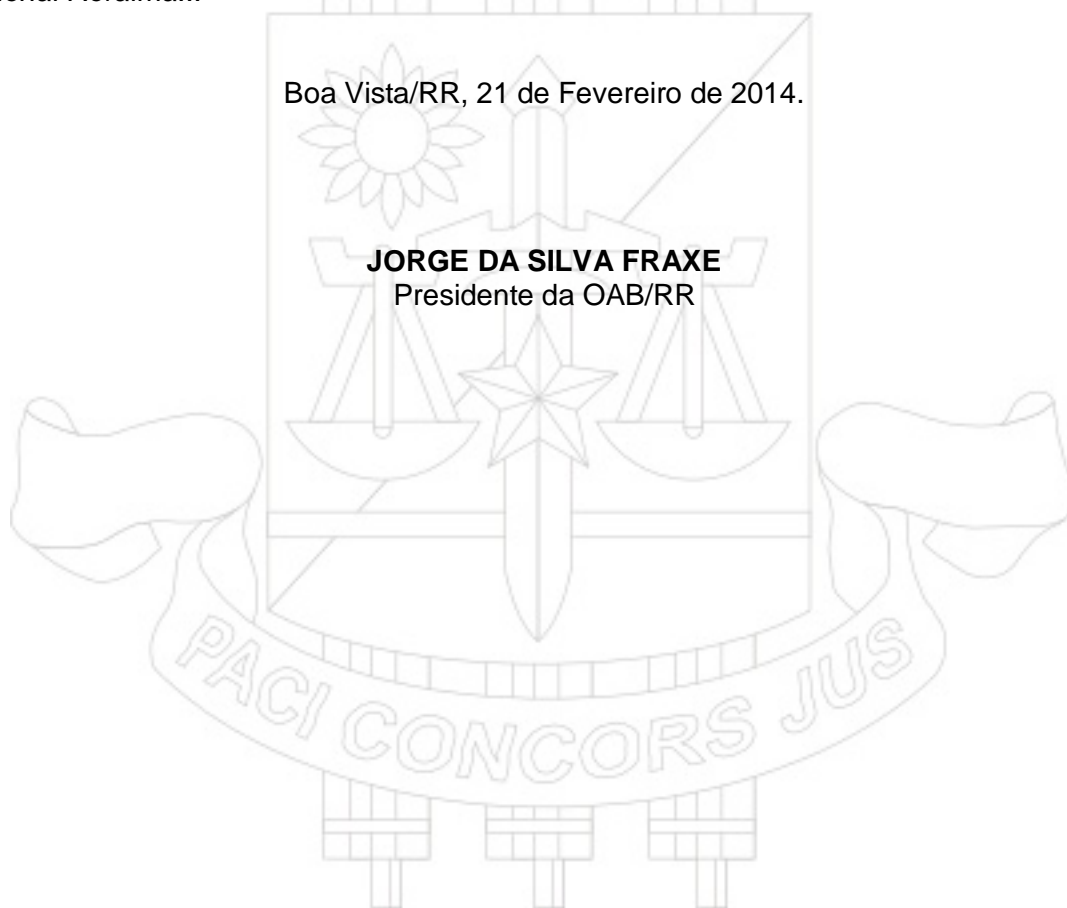 Boa Vista/RR, 21 de Fevereiro de 2014.
JORGE DA SILVA FRAXE
Presidente da OAB/RR
PACI CONCORS JUS